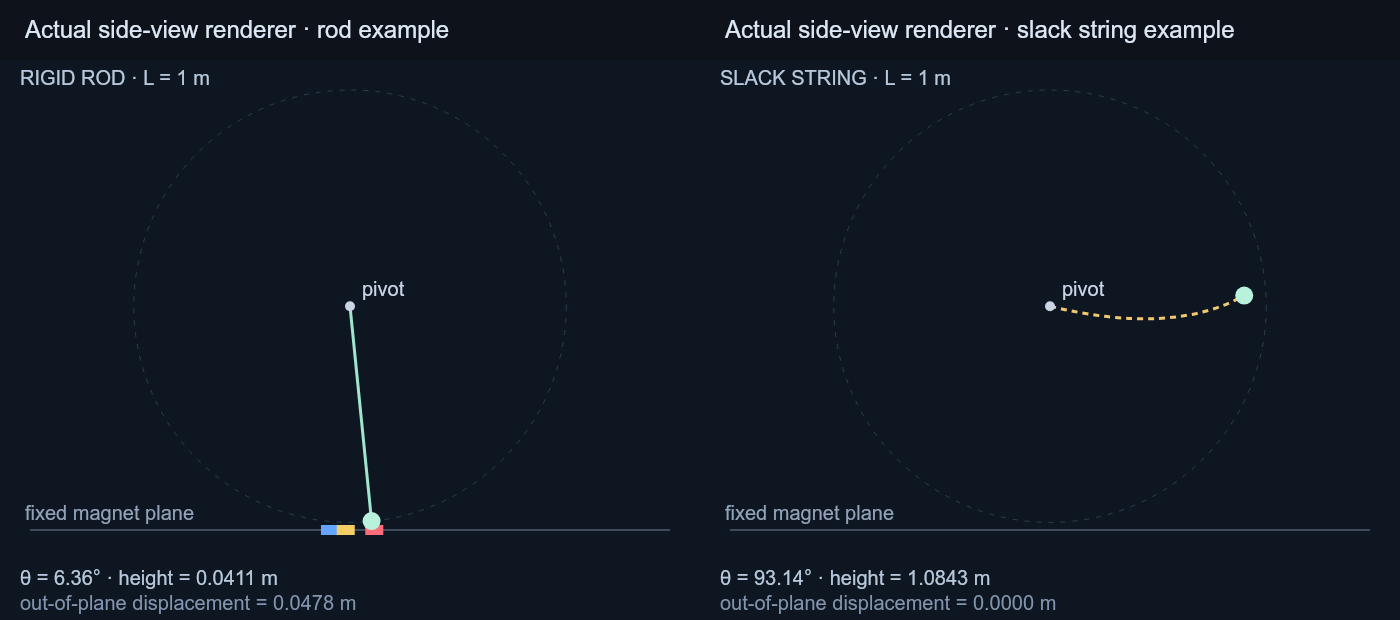 Actual side-view renderer · rod example
RIGID ROD · L = 1 m
pivot
fixed magnet plane
θ = 6.36° · height = 0.0411 m
out-of-plane displacement = 0.0478 m
Actual side-view renderer · slack string example
SLACK STRING · L = 1 m
pivot
fixed magnet plane
θ = 93.14° · height = 1.0843 m
out-of-plane displacement = 0.0000 m